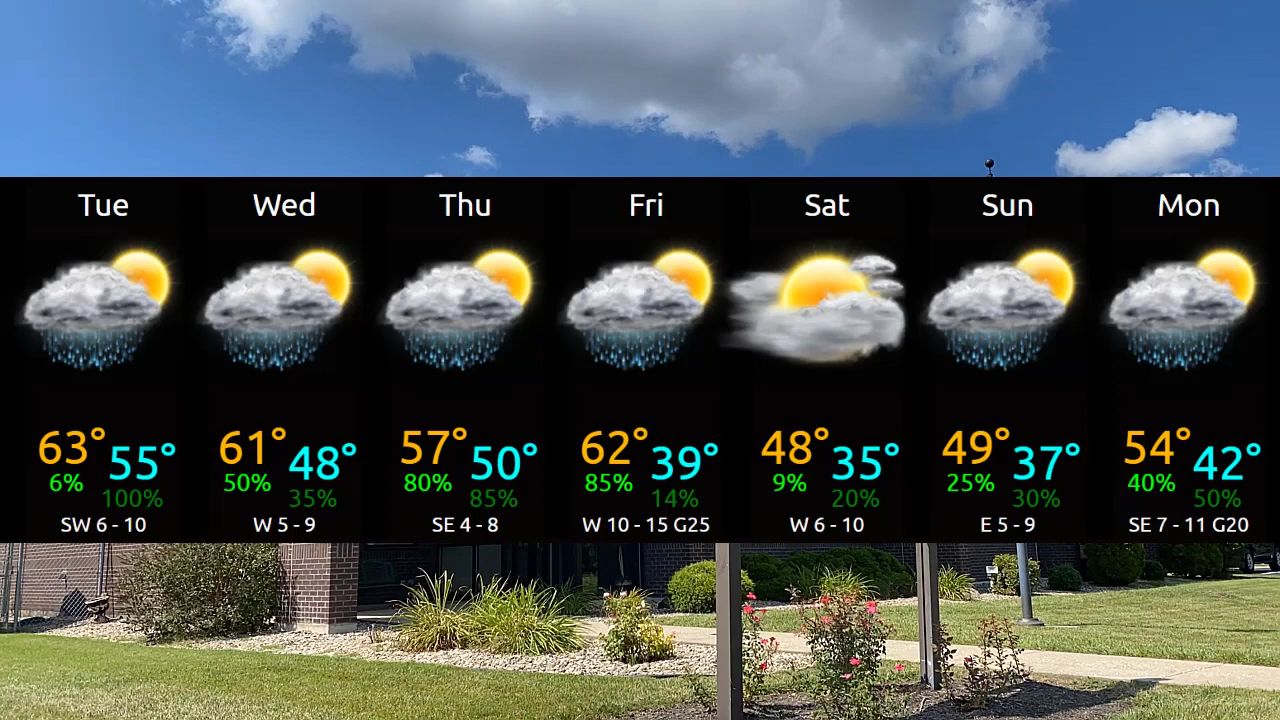 Tue Wed Thu Fri Sat Sun Mon
63° 55° 61° 48° 57° 50° 62° 39° 48° 35° 49° 37° 54° 42°
6% 50% 80% 85% 9% 25% 40%
100% 35% 85% 14% 20% 30% 50%
SW 6 - 10 W 5 - 9 SE 4 - 8 W 10 - 15 G25 W 6 - 10 E 5 - 9 SE 7 - 11 G20